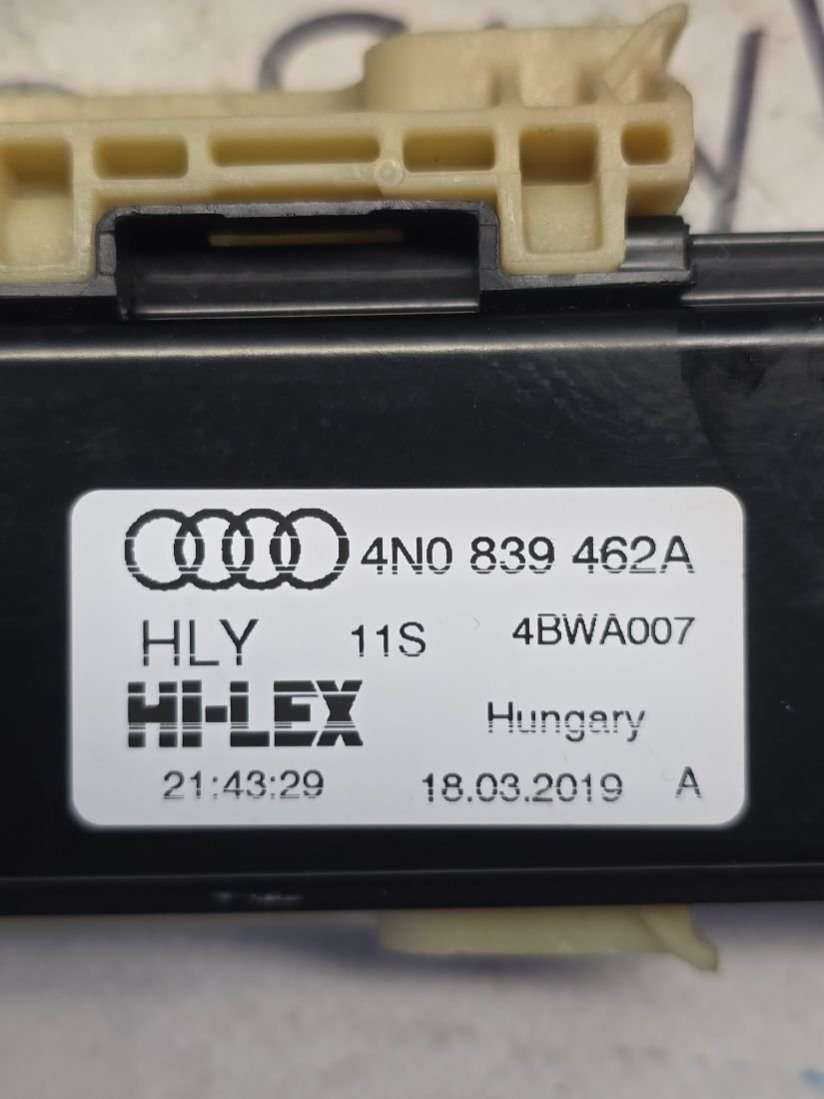 4N0 839 462A
HLY 11S 4BWA007
HI-LEX Hungary
21:43:29 18.03.2019 A